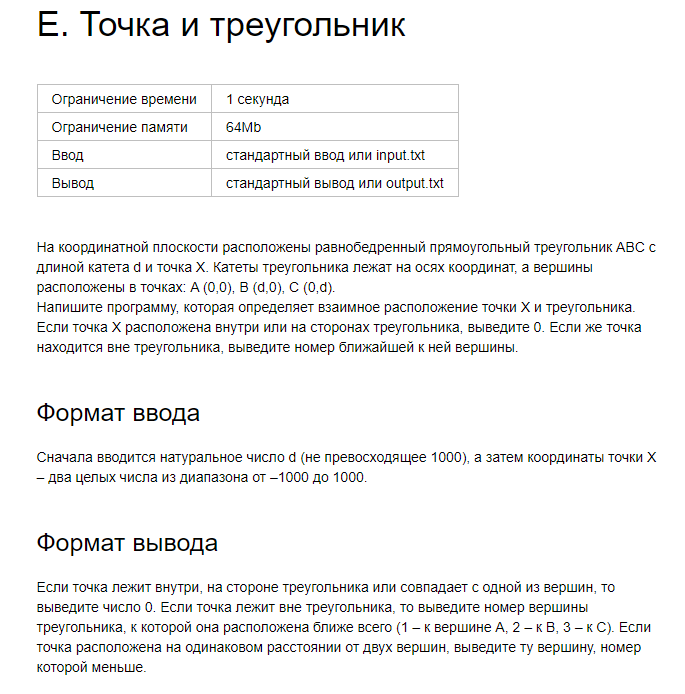 E. Точка и треугольник
Ограничение времени 1 секунда
Ограничение памяти 64Mb
Ввод стандартный ввод или input.txt
Вывод стандартный вывод или output.txt
На координатной плоскости расположены равнобедренный прямоугольный треугольник ABC с
длиной катета d и точка X. Катеты треугольника лежат на осях координат, а вершины
расположены в точках: A (0,0), B (d,0), C (0,d).
Напишите программу, которая определяет взаимное расположение точки X и треугольника.
Если точка X расположена внутри или на сторонах треугольника, выведите 0. Если же точка
находится вне треугольника, выведите номер ближайшей к ней вершины.
Формат ввода
Сначала вводится натуральное число d (не превосходящее 1000), а затем координаты точки X
– два целых числа из диапазона от –1000 до 1000.
Формат вывода
Если точка лежит внутри, на стороне треугольника или совпадает с одной из вершин, то
выведите число 0. Если точка лежит вне треугольника, то выведите номер вершины
треугольника, к которой она расположена ближе всего (1 – к вершине A, 2 – к B, 3 – к C). Если
точка расположена на одинаковом расстоянии от двух вершин, выведите ту вершину, номер
которой меньше.